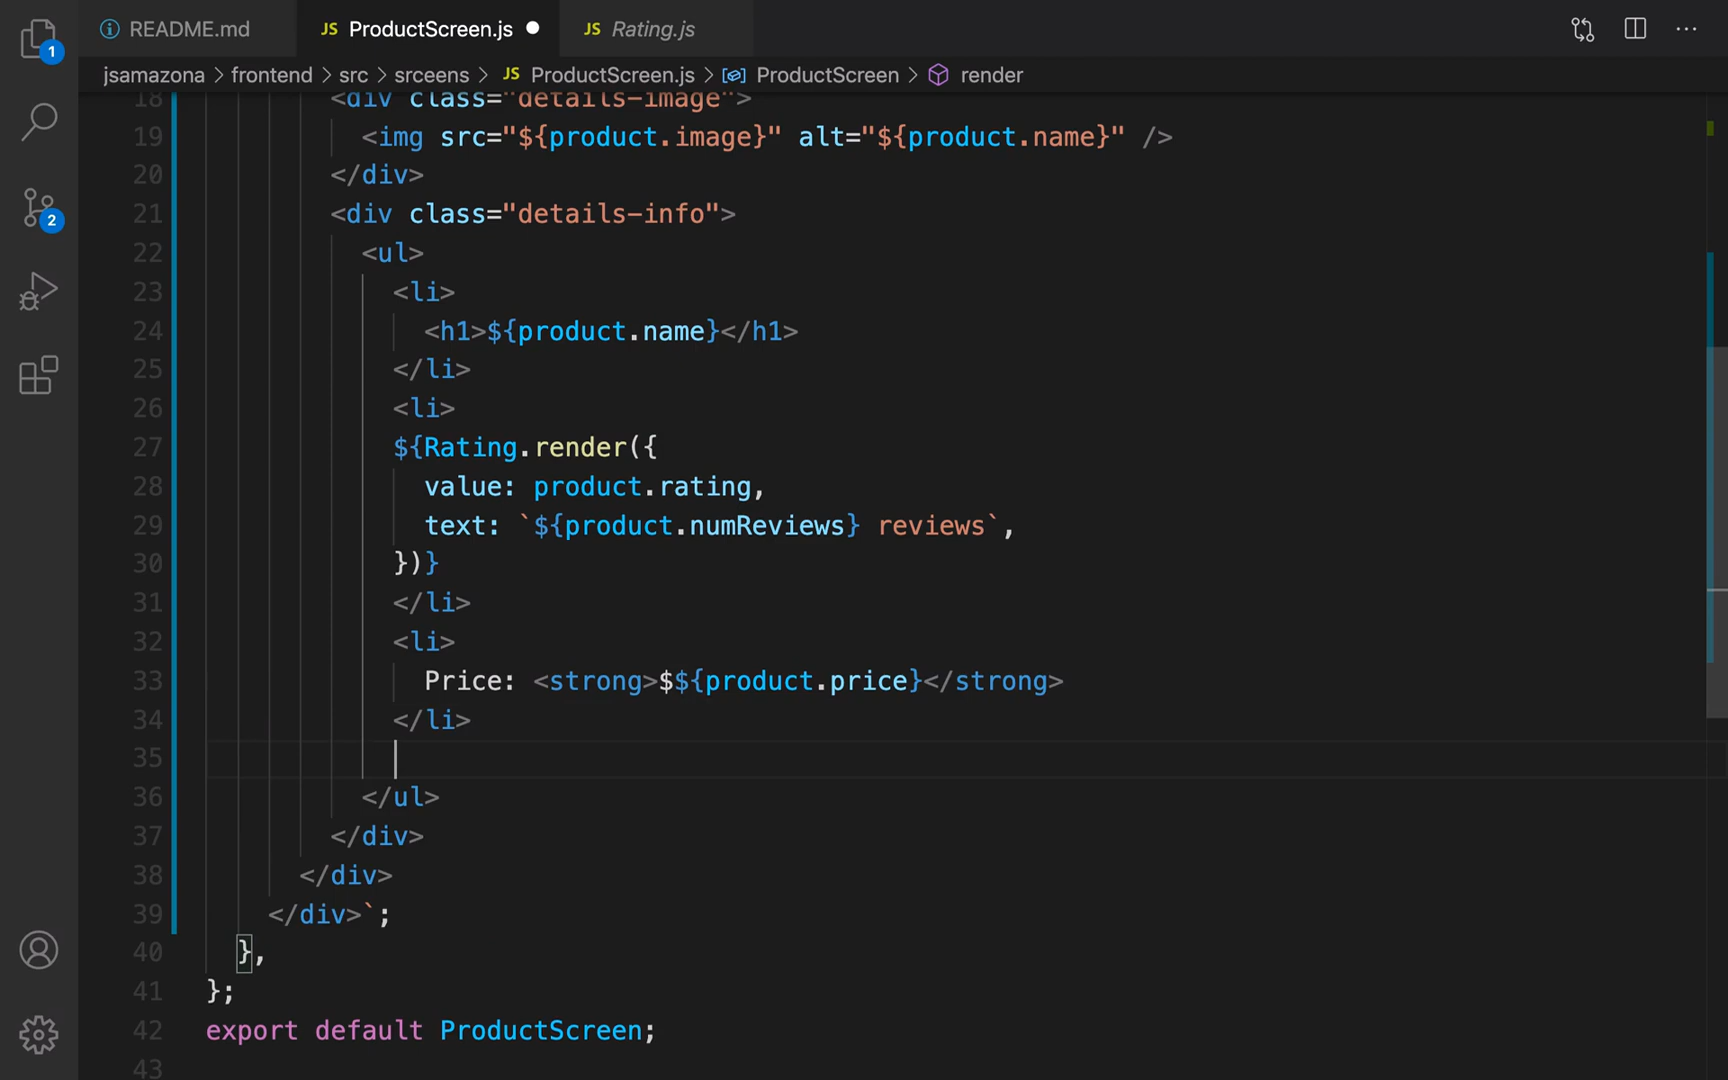 1
2
README.md
JS ProductScreen.js
JS Rating.js
jsamazona > frontend > src > srceens > JS ProductScreen.js > ProductScreen > render
18 <div class="details-image">
19 <img src="${product.image}" alt="${product.name}" />
20 </div>
21 <div class="details-info">
22 <ul>
23 <li>
24 <h1>${product.name}</h1>
25 </li>
26 <li>
27 ${Rating.render({
28 value: product.rating,
29 text: `${product.numReviews} reviews`,
30 })}
31 </li>
32 <li>
33 Price: <strong>$${product.price}</strong>
34 </li>
35
36 </ul>
37 </div>
38 </div>
39 </div>`;
40 },
41 };
42 export default ProductScreen;
43